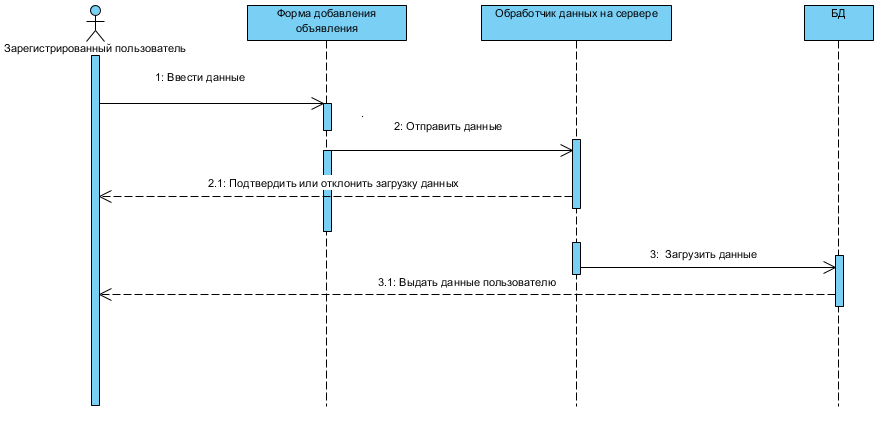 Форма добавления
объявления
Обработчик данных на сервере
БД
Зарегистрированный пользователь
1: Ввести данные
2: Отправить данные
2.1: Подтвердить или отклонить загрузку данных
3: Загрузить данные
3.1: Выдать данные пользователю